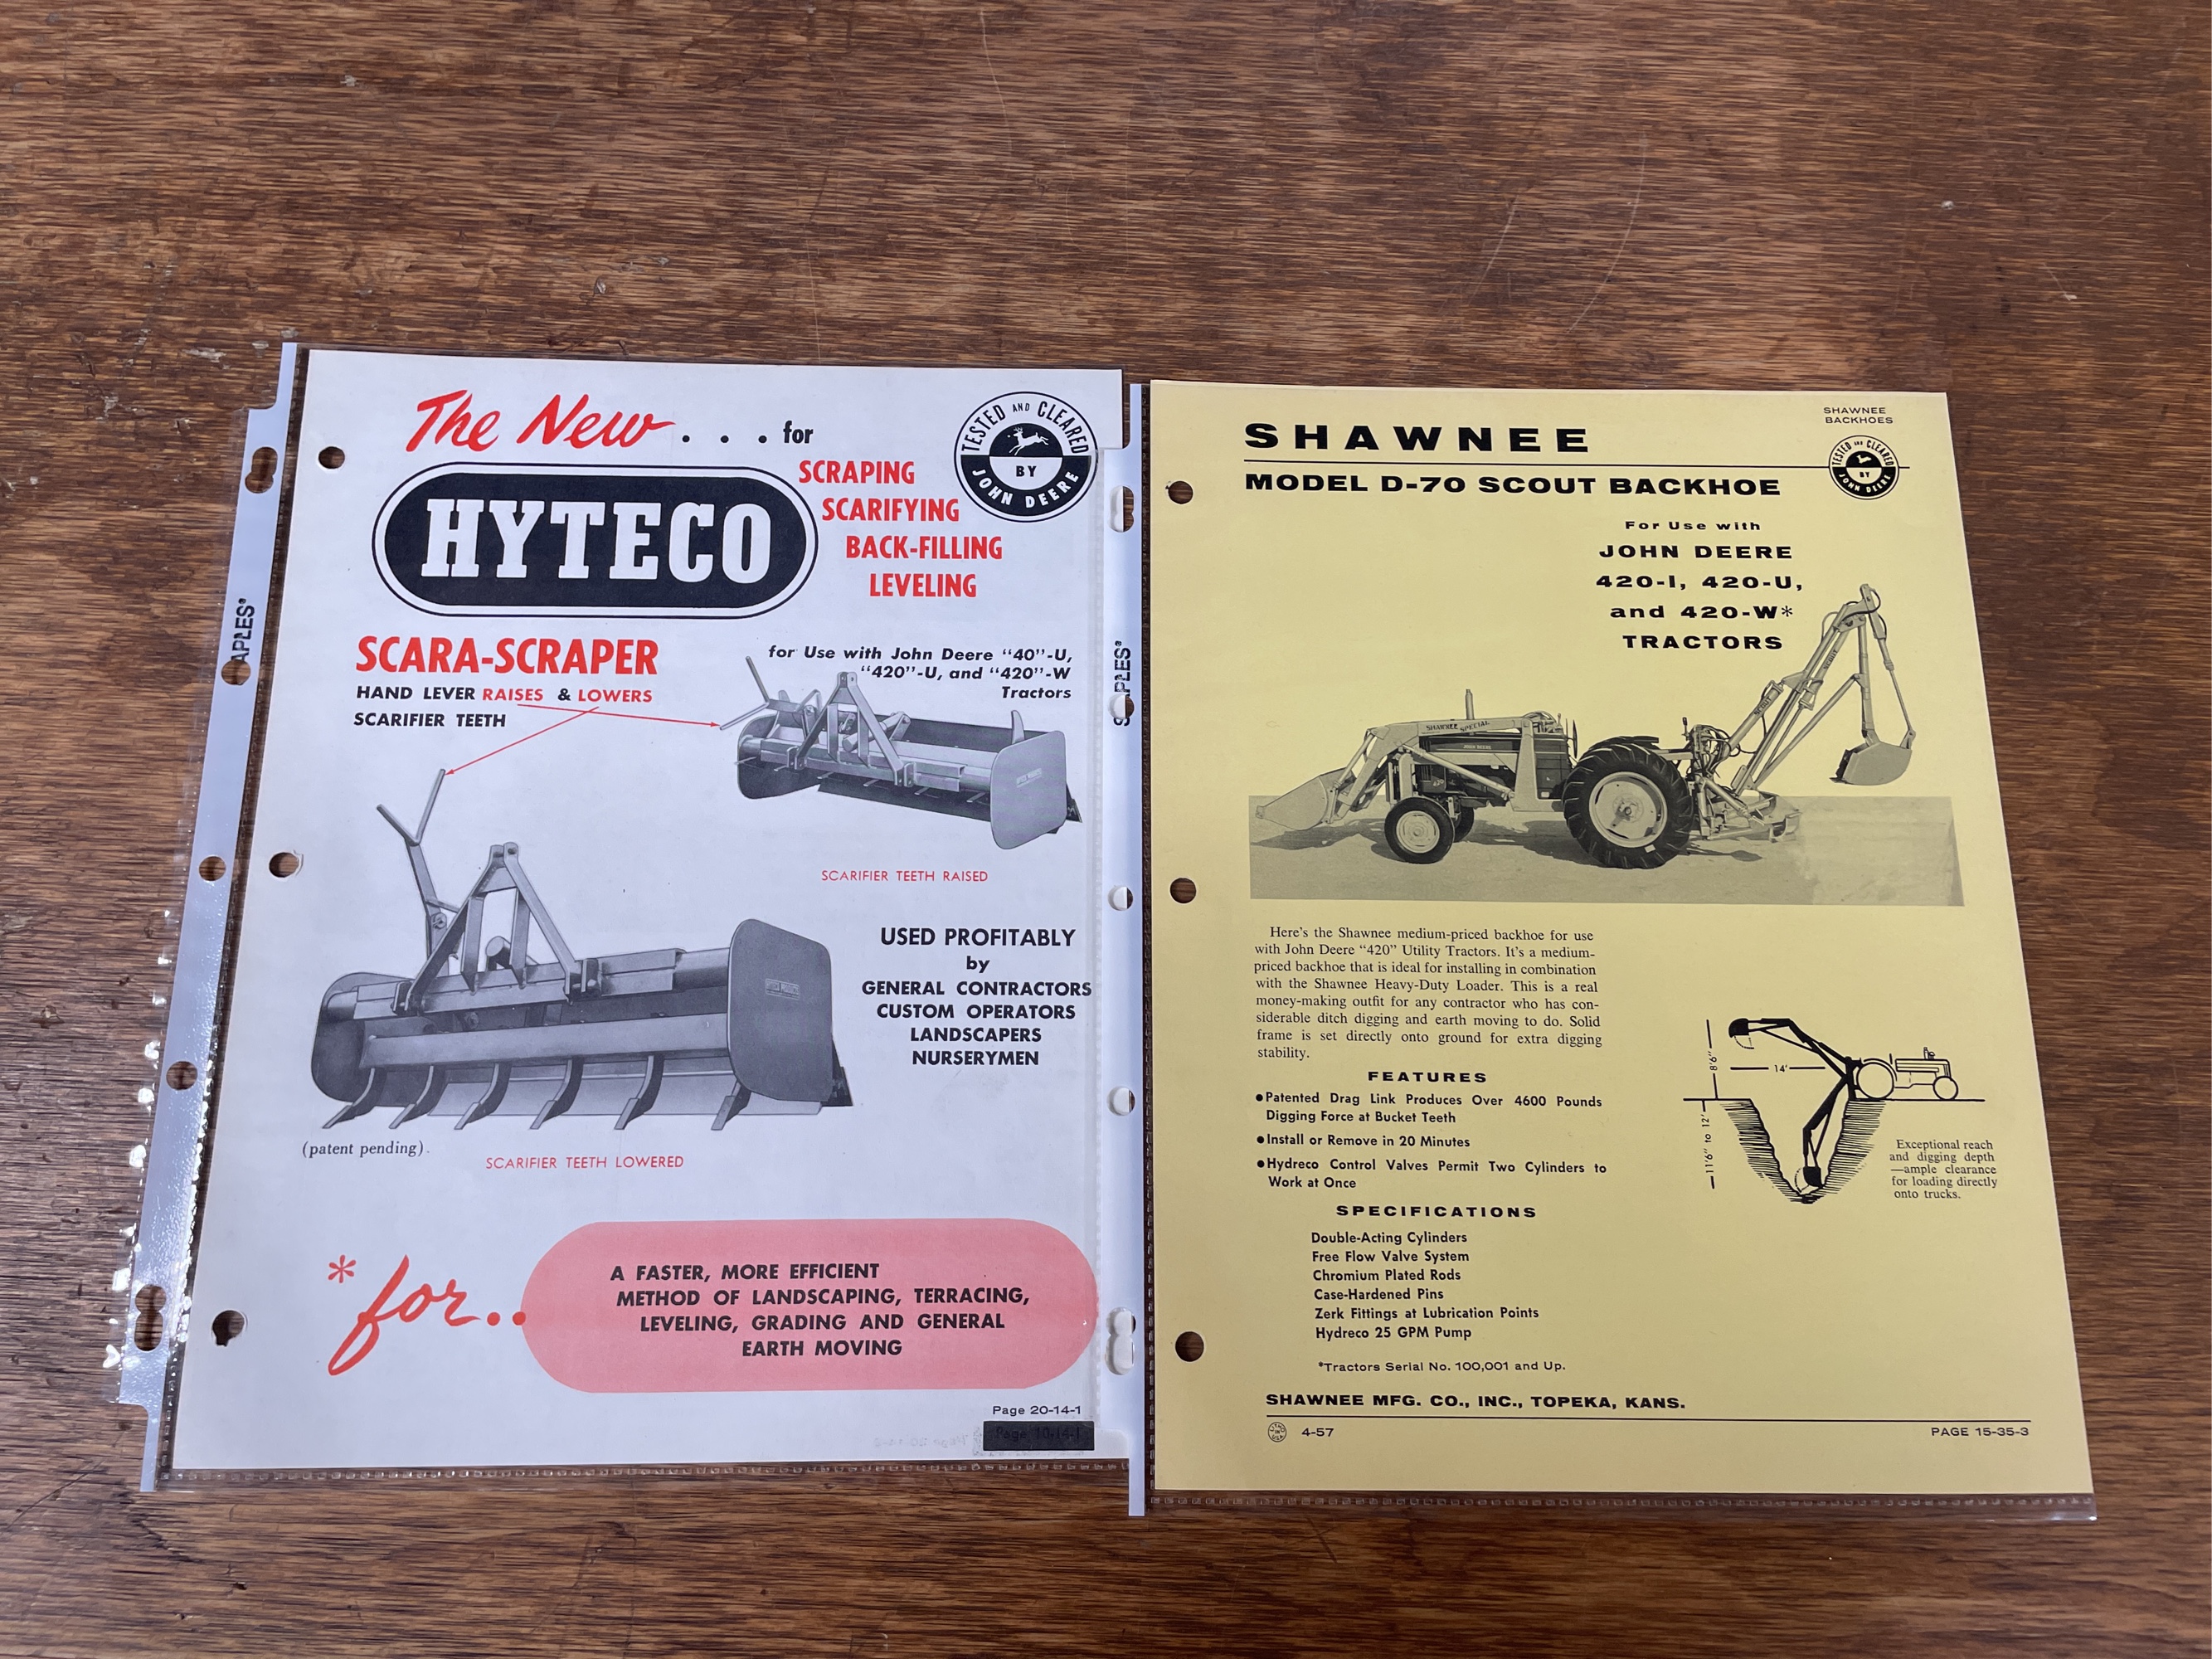 The New . . . for
SCRAPING
SCARIFYING
BACK-FILLING
LEVELING
HYTECO
TESTED AND CLEARED
BY
JOHN DEERE
SCARA-SCRAPER
HAND LEVER RAISES & LOWERS
SCARIFIER TEETH
for Use with John Deere "40"-U,
"420"-U, and "420"-W
Tractors
SCARIFIER TEETH RAISED
USED PROFITABLY
by
GENERAL CONTRACTORS
CUSTOM OPERATORS
LANDSCAPERS
NURSERYMEN
(patent pending).
SCARIFIER TEETH LOWERED
*for..
A FASTER, MORE EFFICIENT
METHOD OF LANDSCAPING, TERRACING,
LEVELING, GRADING AND GENERAL
EARTH MOVING
Page 20-14-1
Page 10-14-1
APLES®
SHAWNEE
BACKHOES
SHAWNEE
TESTED AND CLEARED
BY
JOHN DEERE
MODEL D-70 SCOUT BACKHOE
For Use with
JOHN DEERE
420-I, 420-U,
and 420-W*
TRACTORS
SHAWNEE SPECIAL
JOHN DEERE
SCOUT
Here's the Shawnee medium-priced backhoe for use
with John Deere "420" Utility Tractors. It's a medium-
priced backhoe that is ideal for installing in combination
with the Shawnee Heavy-Duty Loader. This is a real
money-making outfit for any contractor who has con-
siderable ditch digging and earth moving to do. Solid
frame is set directly onto ground for extra digging
stability.
FEATURES
●Patented Drag Link Produces Over 4600 Pounds
Digging Force at Bucket Teeth
●Install or Remove in 20 Minutes
●Hydreco Control Valves Permit Two Cylinders to
Work at Once
SPECIFICATIONS
Double-Acting Cylinders
Free Flow Valve System
Chromium Plated Rods
Case-Hardened Pins
Zerk Fittings at Lubrication Points
Hydreco 25 GPM Pump
*Tractors Serial No. 100,001 and Up.
8'6"
14'
11'6" to 12'
Exceptional reach
and digging depth
—ample clearance
for loading directly
onto trucks.
SHAWNEE MFG. CO., INC., TOPEKA, KANS.
LITHO IN U.S.A.
4-57
PAGE 15-35-3